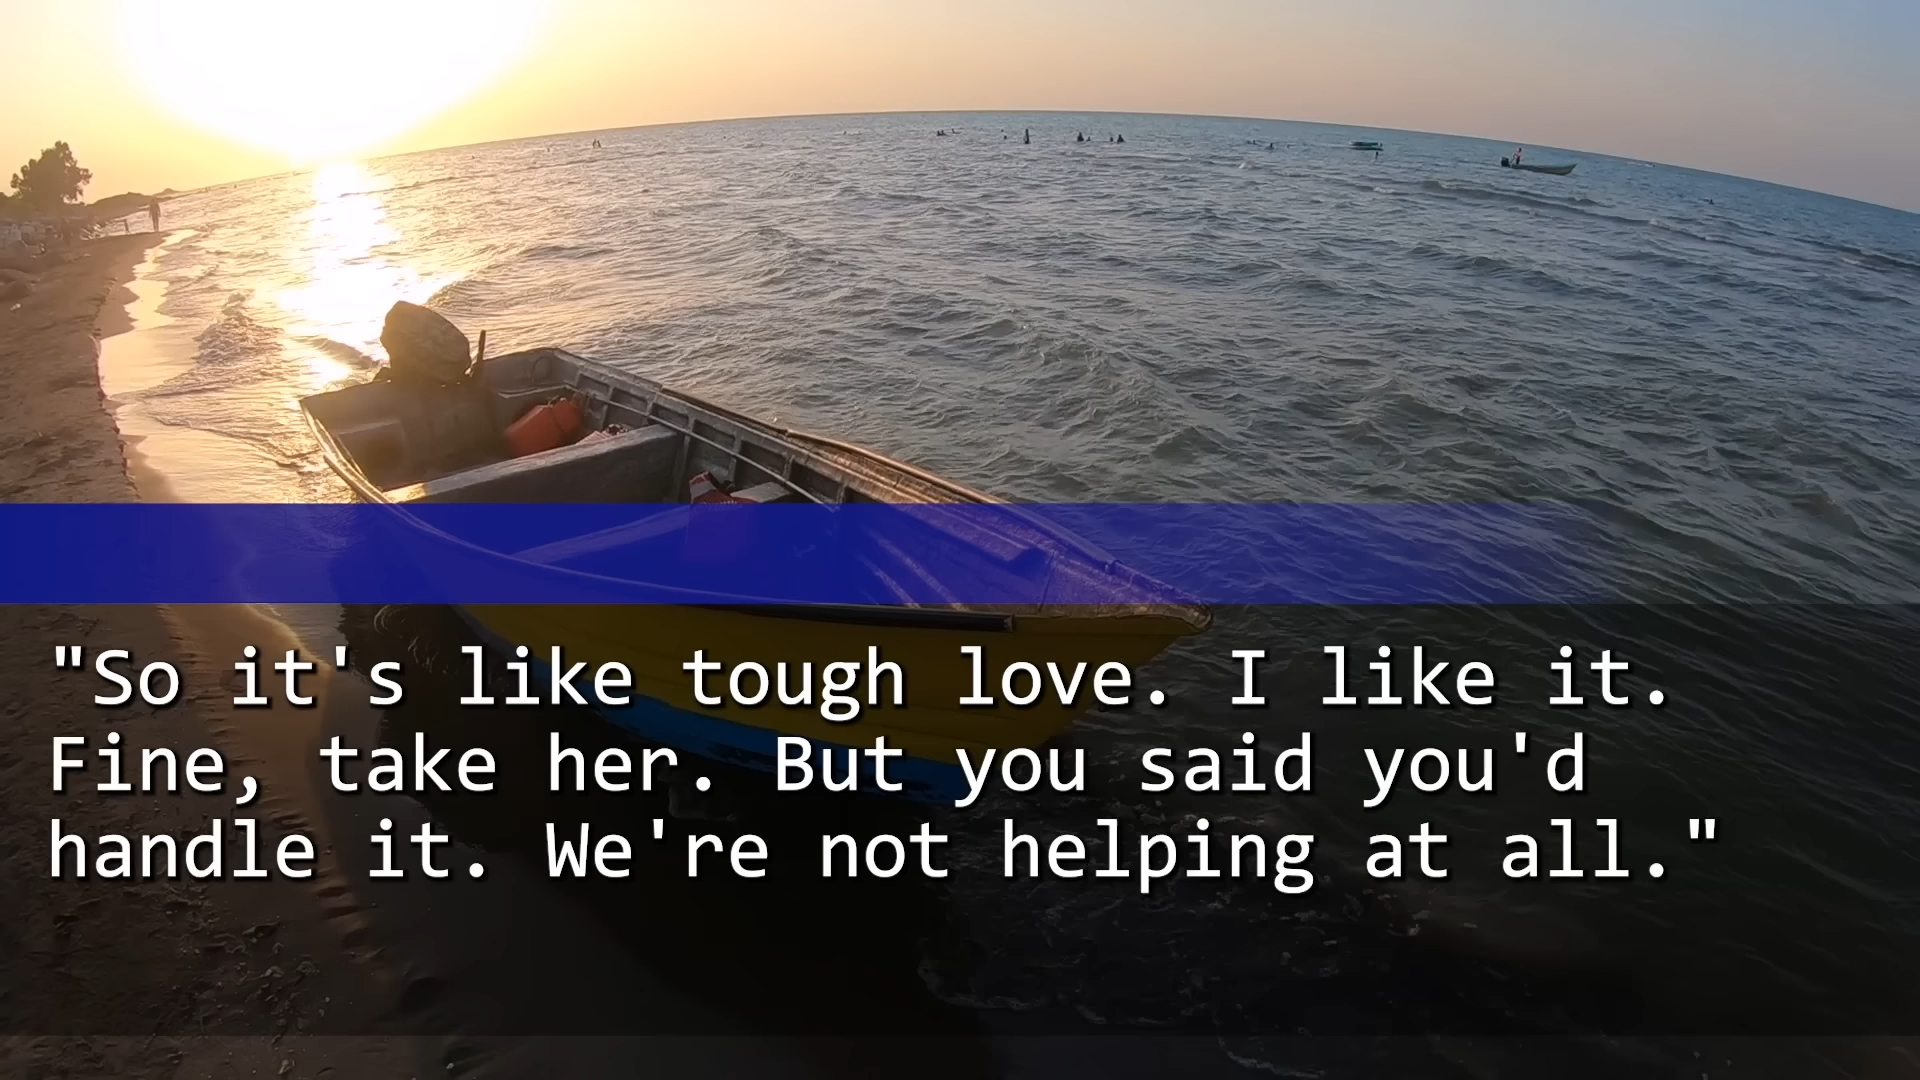 "So it's like tough love. I like it.
Fine, take her. But you said you'd
handle it. We're not helping at all."